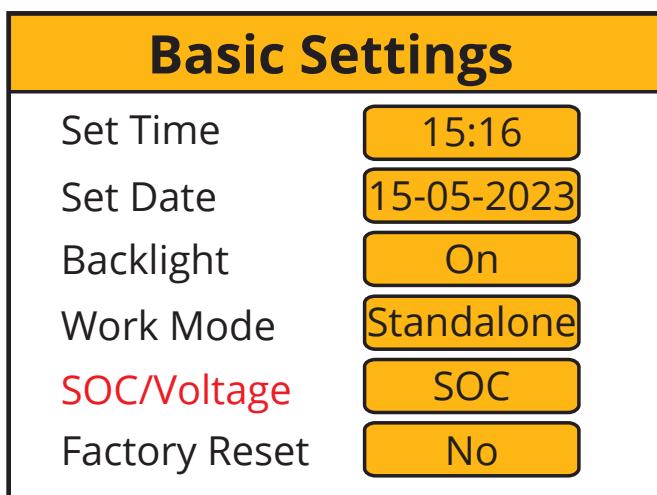 Basic Settings
Set Time 15:16
Set Date 15-05-2023
Backlight On
Work Mode Standalone
SOC/Voltage SOC
Factory Reset No